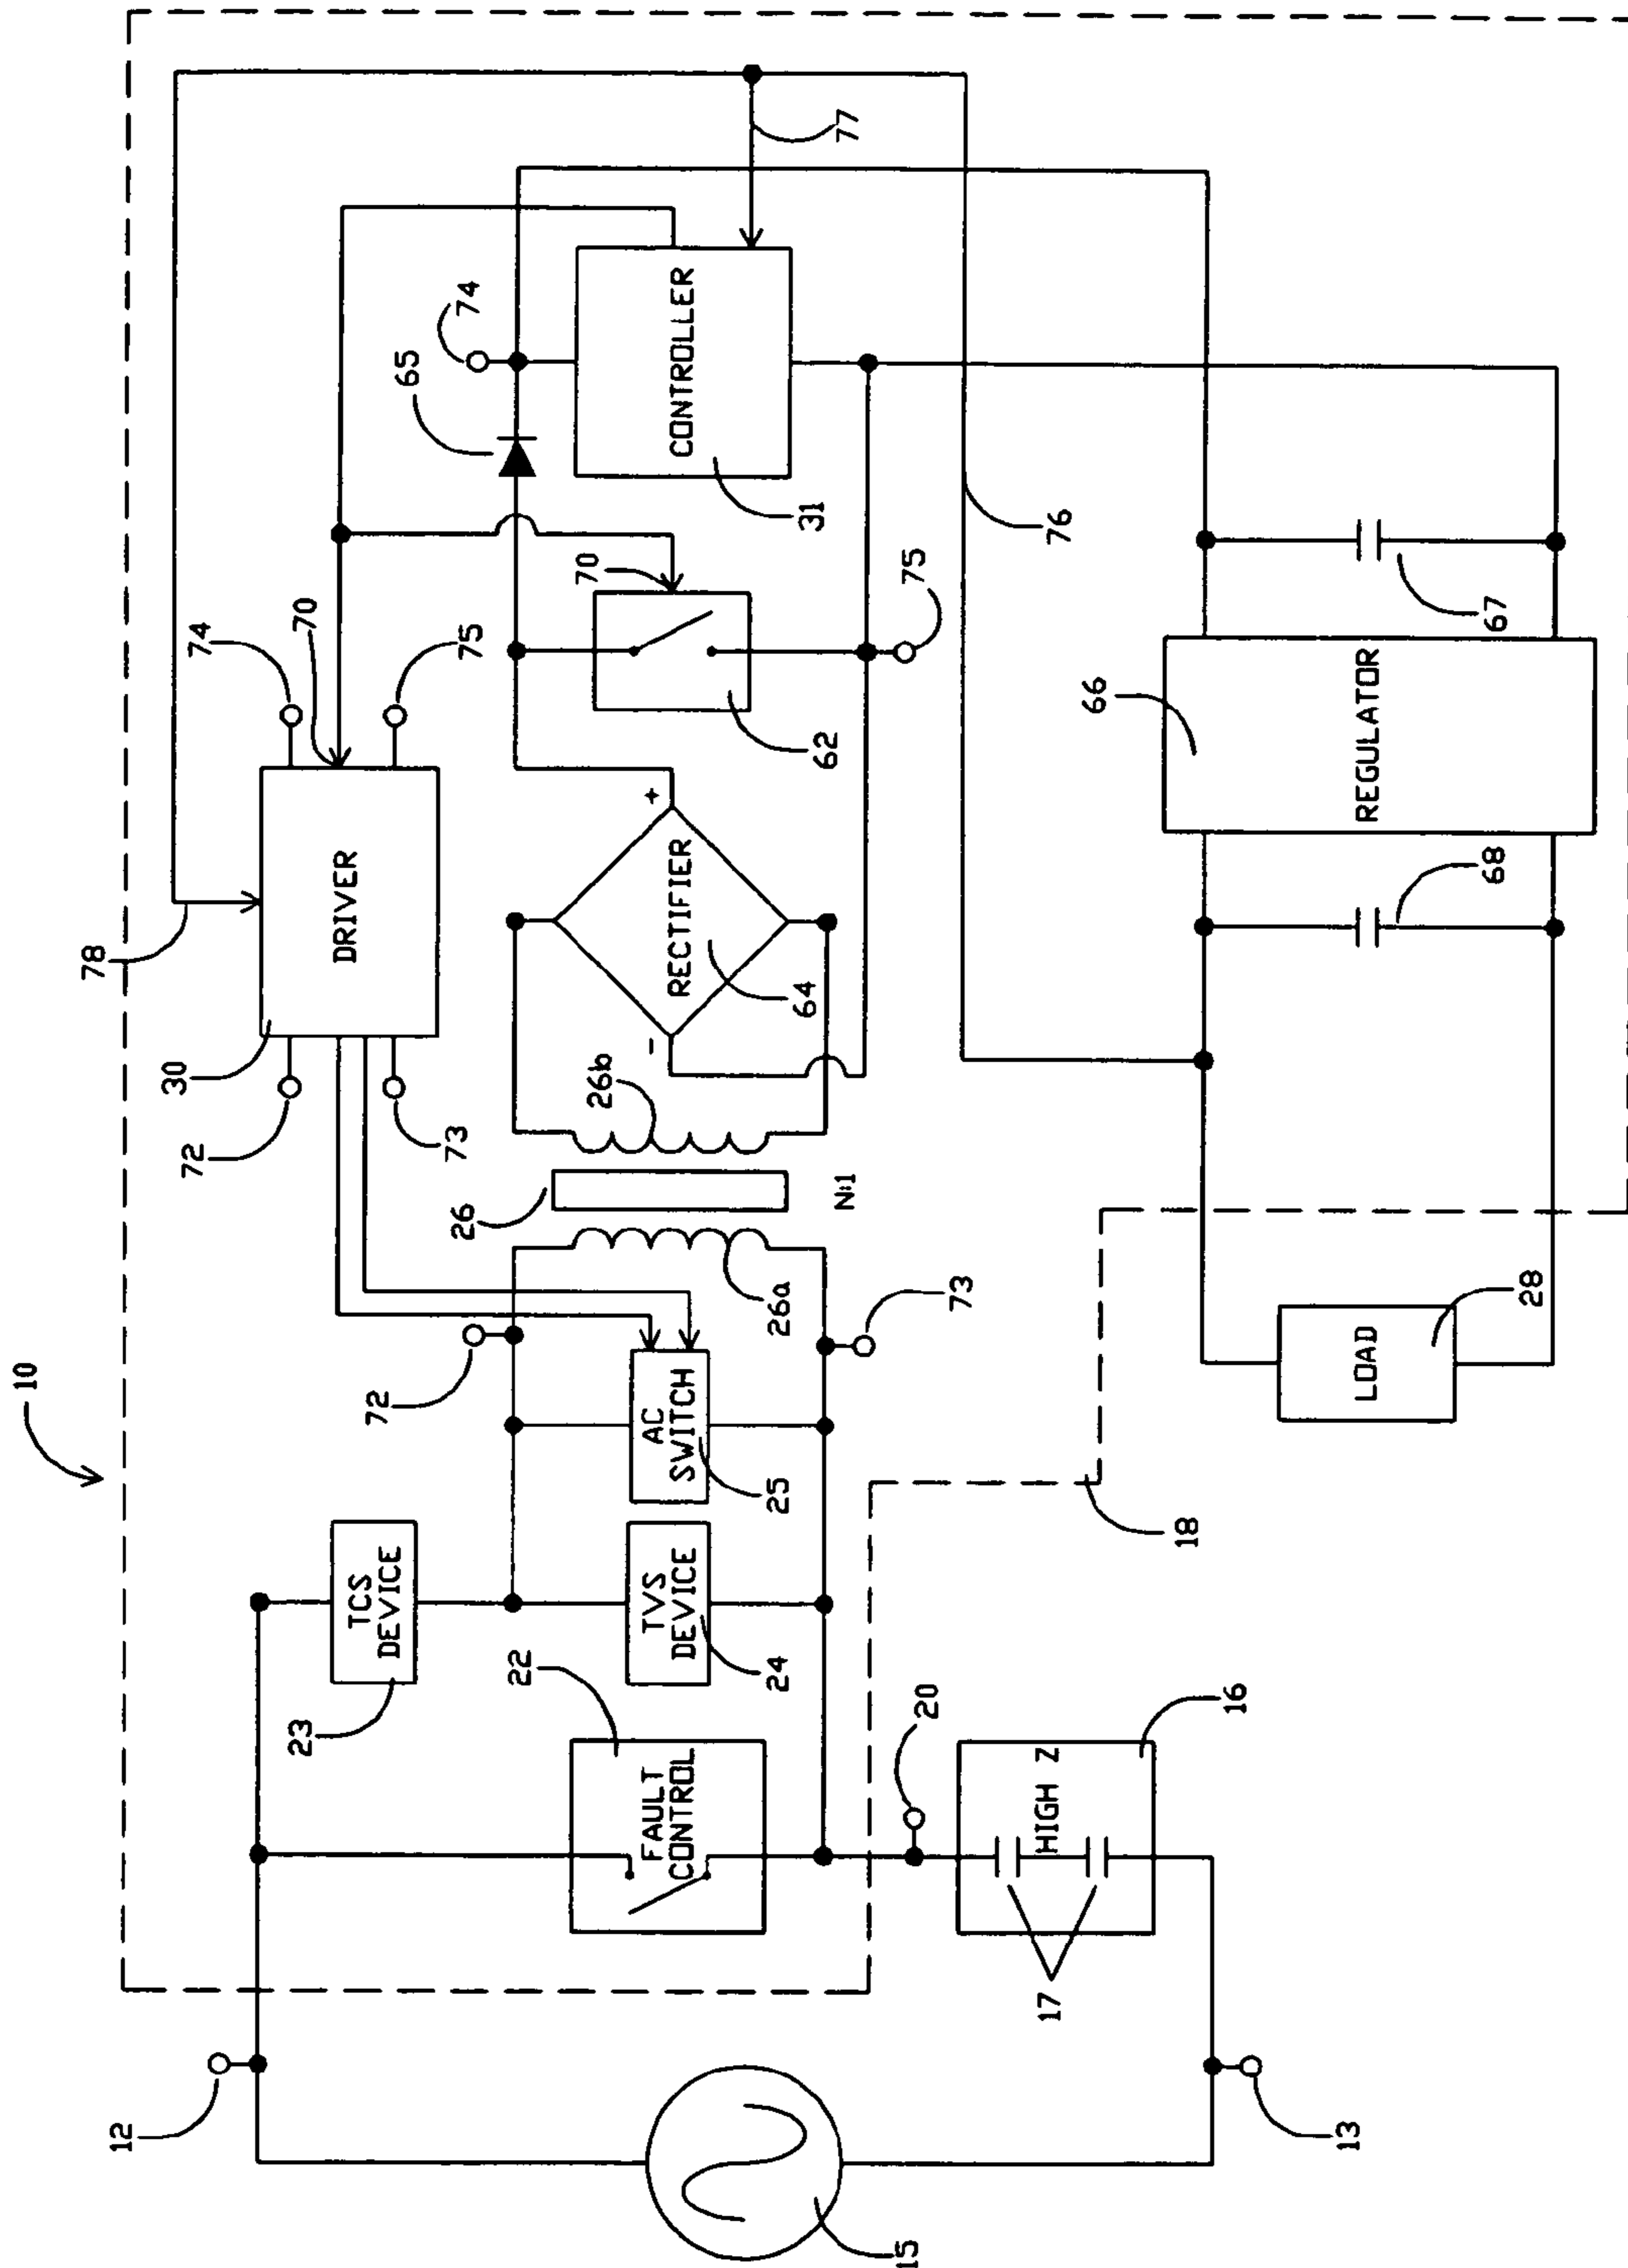 10
12
13
15
FAULT
CONTROL
22
TCS
DEVICE
23
TVS
DEVICE
24
AC
SWITCH
25
72
73
20
HIGH Z
16
17
18
26
26a
26b
N:1
DRIVER
30
72
73
74
75
70
78
RECTIFIER
+
-
64
62
70
65
74
75
CONTROLLER
31
77
76
REGULATOR
66
67
68
LOAD
28